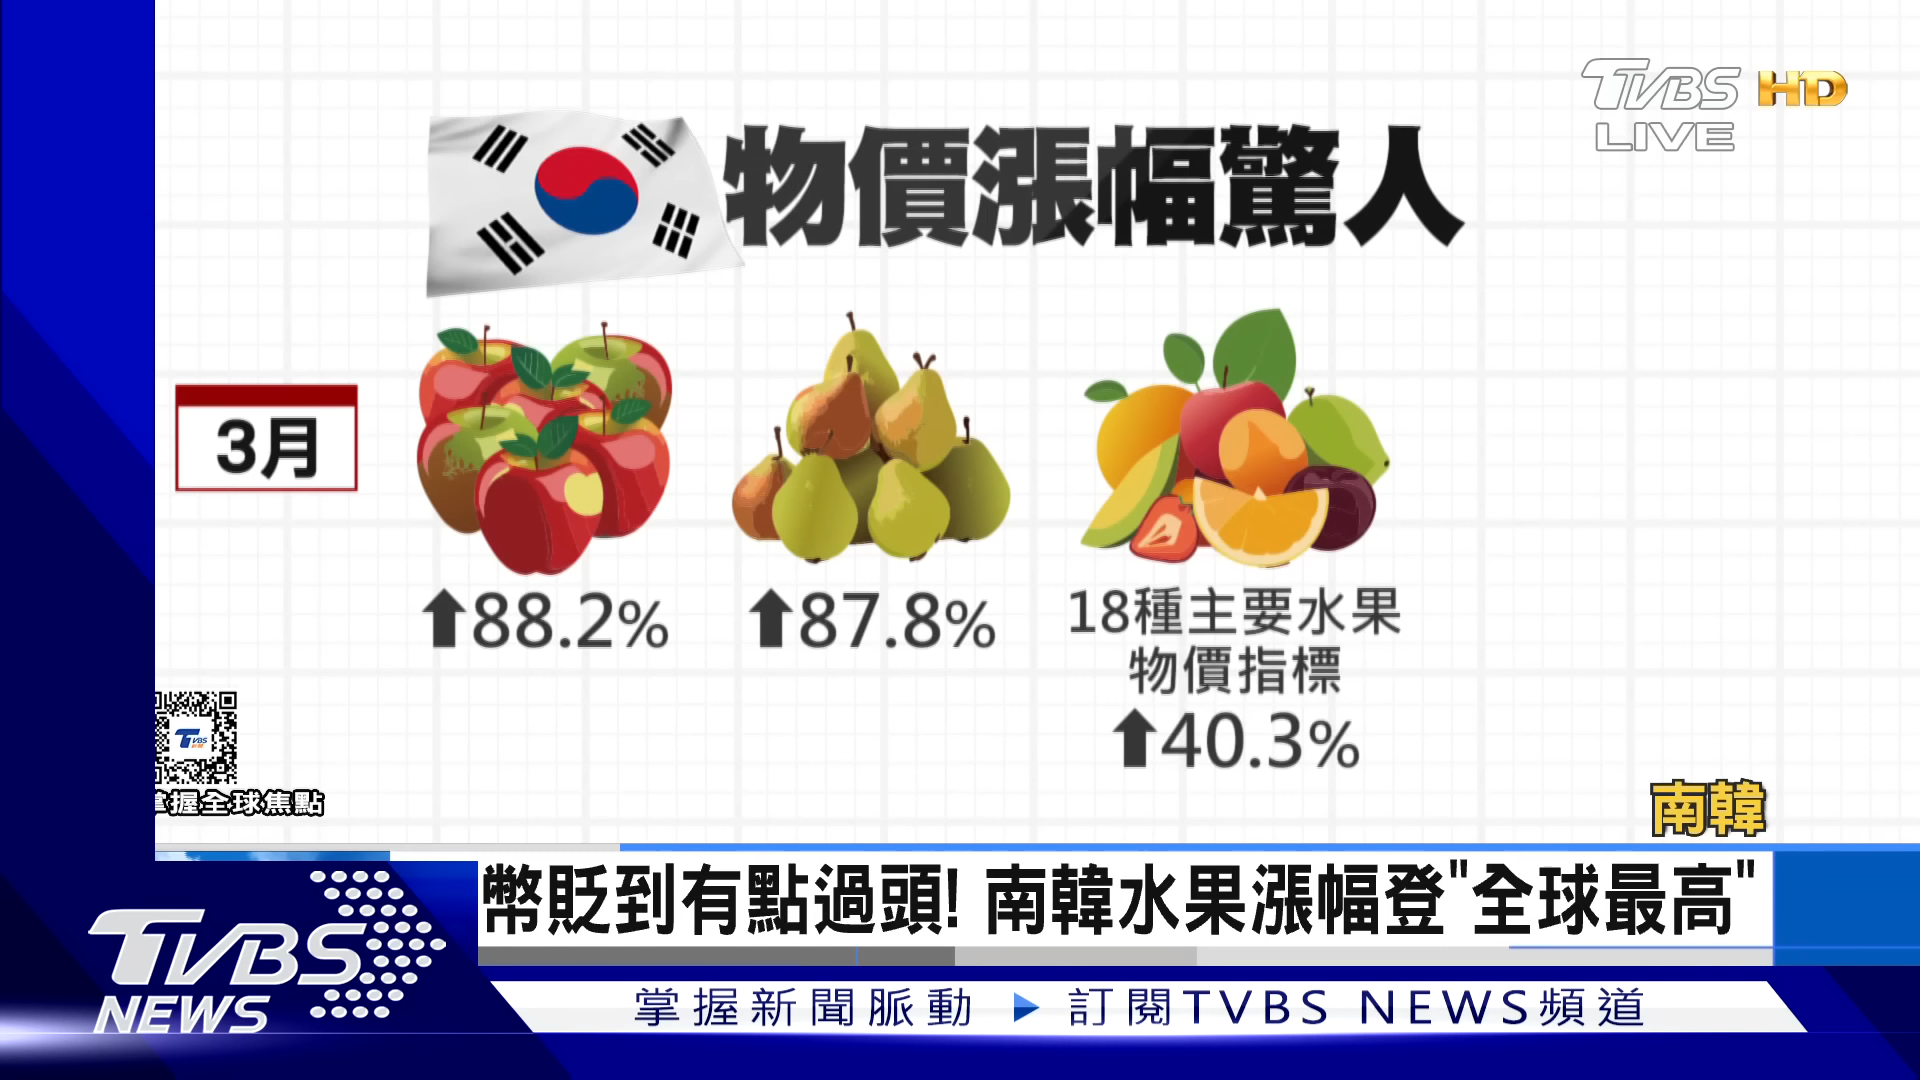 TVBS HD
LIVE
物價漲幅驚人
3月
88.2%
87.8%
18種主要水果
物價指標
40.3%
TVBS
掌握全球焦點
南韓
幣貶到有點過頭! 南韓水果漲幅登"全球最高"
TVBS
NEWS
掌握新聞脈動 ▶ 訂閱TVBS NEWS頻道